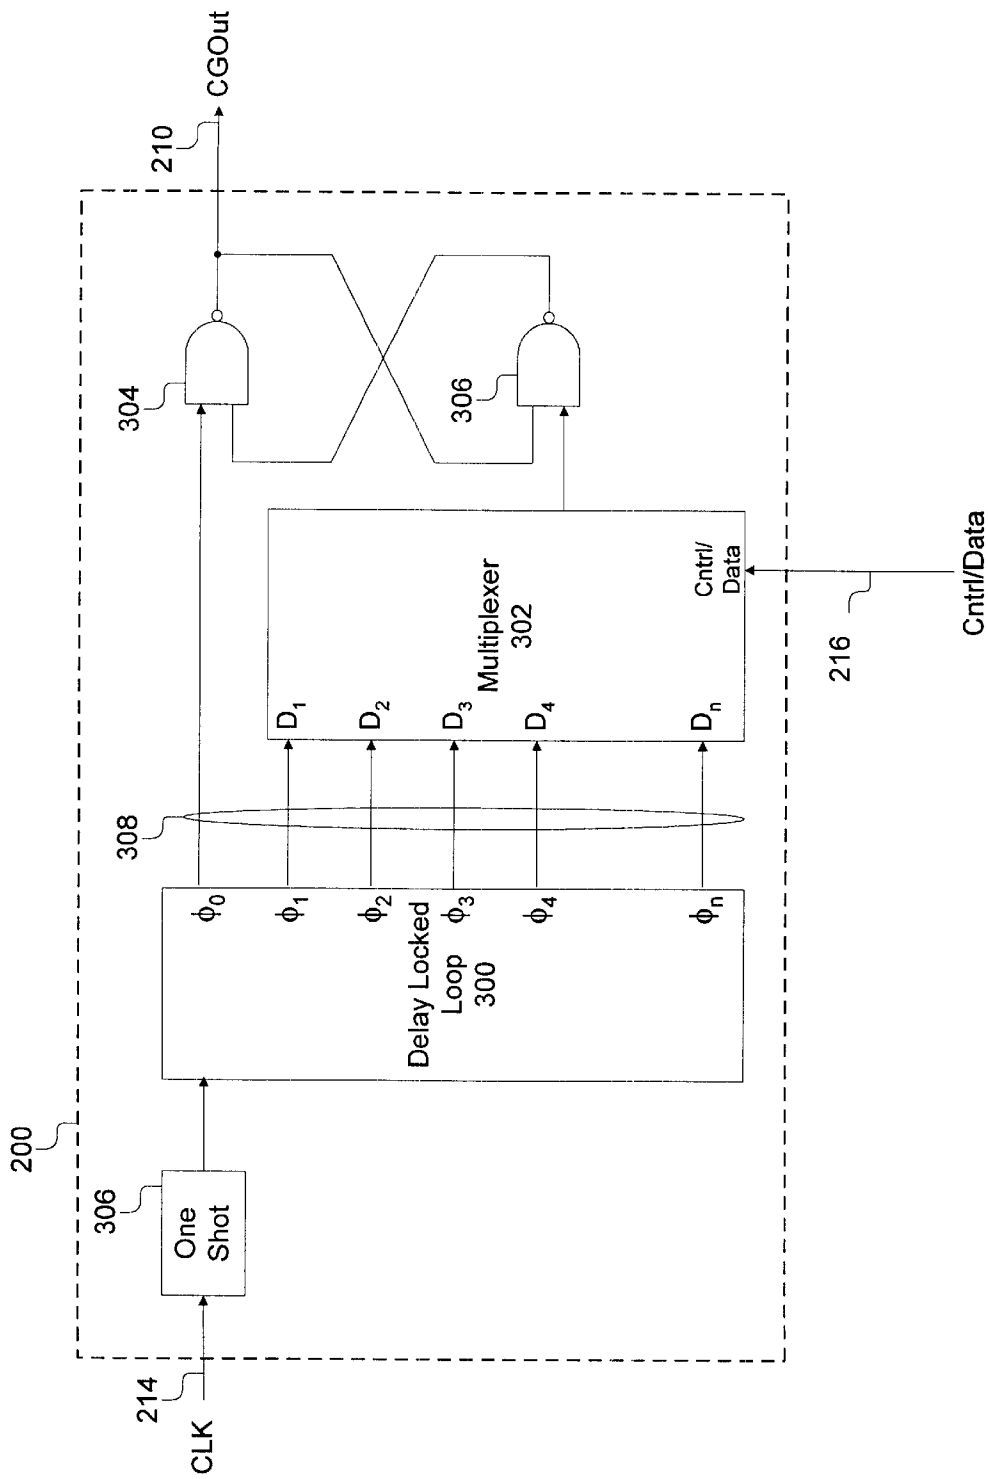 200
CLK
214
306
One
Shot
Delay Locked
Loop
300
ϕ0
ϕ1
ϕ2
ϕ3
ϕ4
ϕn
308
D1
D2
D3
D4
Dn
Multiplexer
302
Cntrl/
Data
216
Cntrl/Data
304
306
210
CGOut